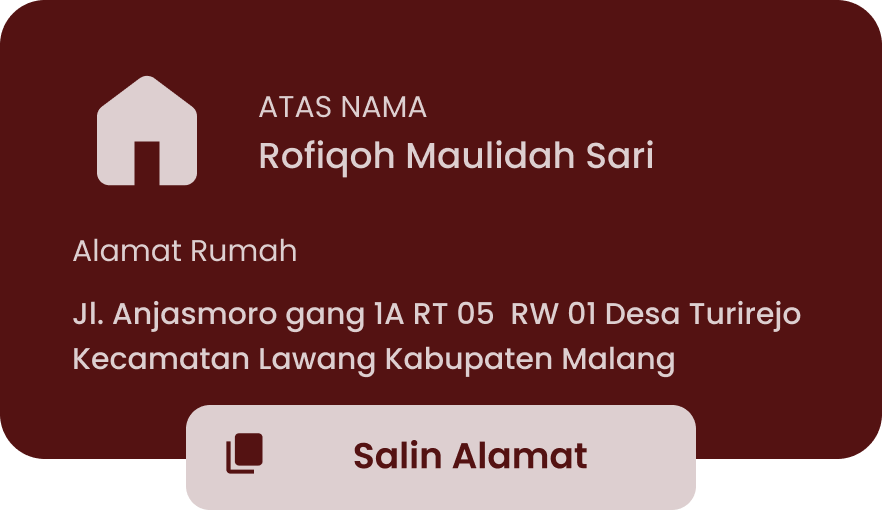 ATAS NAMA
Rofiqoh Maulidah Sari
Alamat Rumah
Jl. Anjasmoro gang 1A RT 05  RW 01 Desa Turirejo
Kecamatan Lawang Kabupaten Malang
Salin Alamat